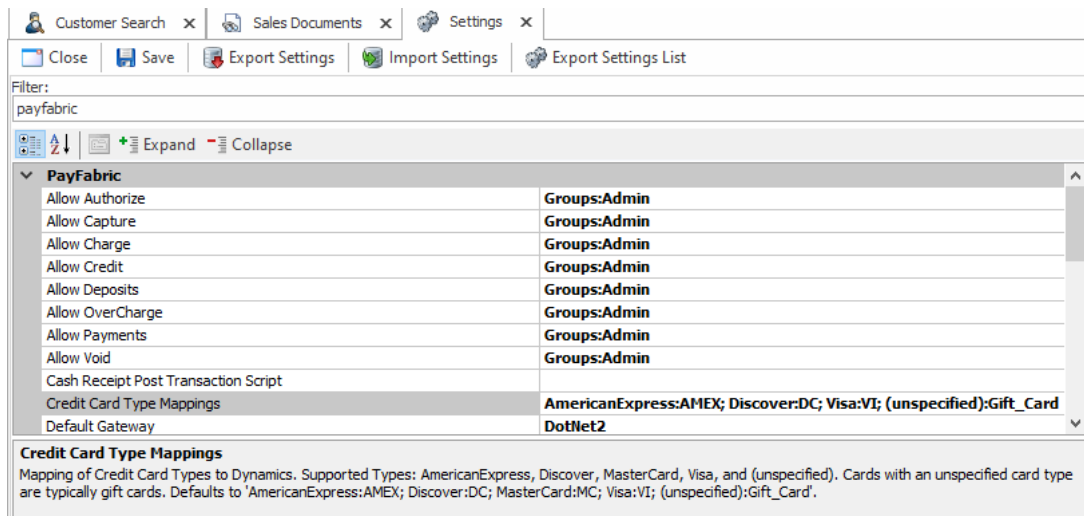 Customer Search x Sales Documents x Settings x
Close Save Export Settings Import Settings Export Settings List
Filter:
payfabric
Expand Collapse
PayFabric
Allow Authorize Groups:Admin
Allow Capture Groups:Admin
Allow Charge Groups:Admin
Allow Credit Groups:Admin
Allow Deposits Groups:Admin
Allow OverCharge Groups:Admin
Allow Payments Groups:Admin
Allow Void Groups:Admin
Cash Receipt Post Transaction Script
Credit Card Type Mappings AmericanExpress:AMEX; Discover:DC; Visa:VI; (unspecified):Gift_Card
Default Gateway DotNet2
Credit Card Type Mappings
Mapping of Credit Card Types to Dynamics. Supported Types: AmericanExpress, Discover, MasterCard, Visa, and (unspecified). Cards with an unspecified card type
are typically gift cards. Defaults to 'AmericanExpress:AMEX; Discover:DC; MasterCard:MC; Visa:VI; (unspecified):Gift_Card'.